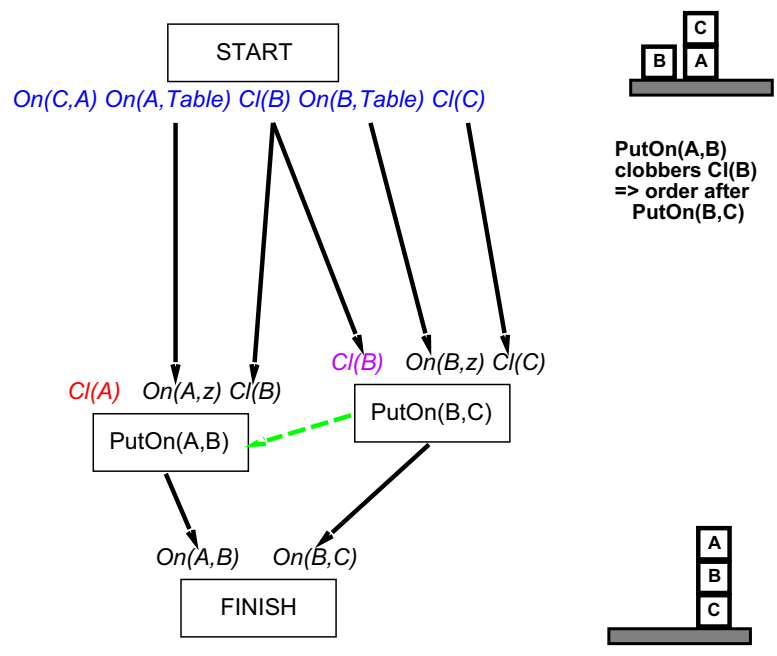 START
C
B A
On(C,A) On(A,Table) Cl(B) On(B,Table) Cl(C)
PutOn(A,B)
clobbers Cl(B)
=> order after
PutOn(B,C)
Cl(B) On(B,z) Cl(C)
Cl(A) On(A,z) Cl(B)
PutOn(B,C)
PutOn(A,B)
On(A,B) On(B,C)
FINISH
A
B
C